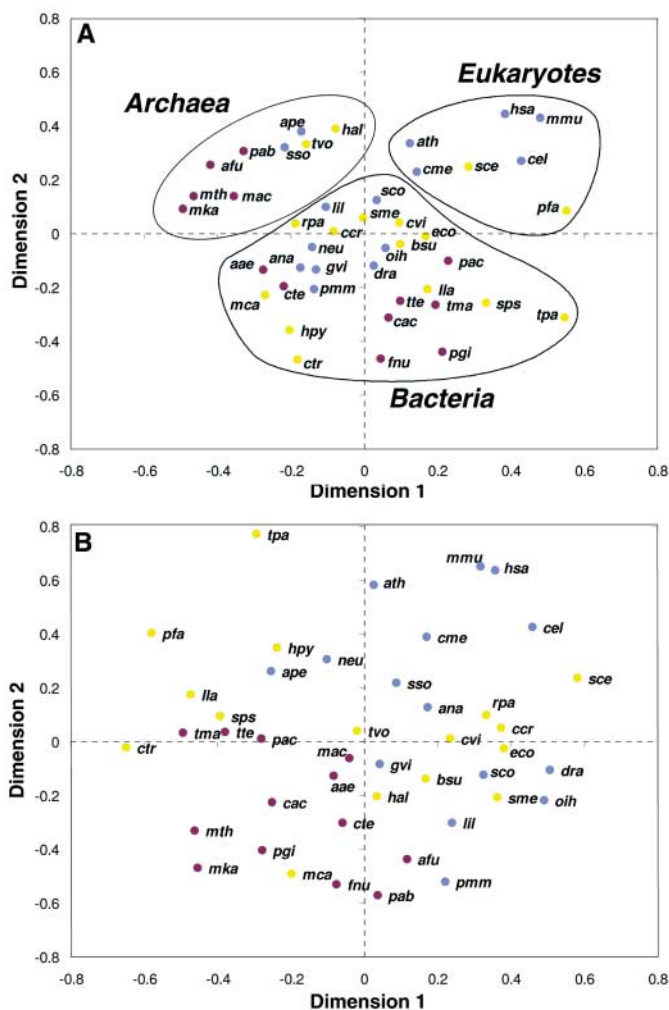 0.8
A
Eukaryotes
0.6
Archaea
hsa
mmu
0.4
ape
hal
ath
tvo
pab
sso
sce
cel
afu
cme
0.2
mth
mac
sco
mka
lil
sme
pfa
rpa
cvi
0
ccr
eco
neu
oih
bsu
aae
ana
gvi
dra
pac
-0.2
cte
pmm
lla
mca
tte
tma
sps
tpa
hpy
cac
-0.4
ctr
fnu
pgi
Bacteria
-0.6
-0.8
-0.8 -0.6 -0.4 -0.2 0 0.2 0.4 0.6 0.8
Dimension 1
Dimension 2
0.8
B
tpa
mmu
hsa
0.6
ath
0.4
pfa
cme
cel
hpy
neu
ape
sso
sce
0.2
lla
ana
rpa
sps
ccr
tma
tte
pac
tvo
cvi
0
ctr
mac
eco
gvi
dra
aae
bsu
sco
-0.2
cac
hal
sme
oih
mth
cte
lil
-0.4
pgi
afu
mka
mca
fnu
pab
pmm
-0.6
-0.8
-0.8 -0.6 -0.4 -0.2 0 0.2 0.4 0.6 0.8
Dimension 1
Dimension 2